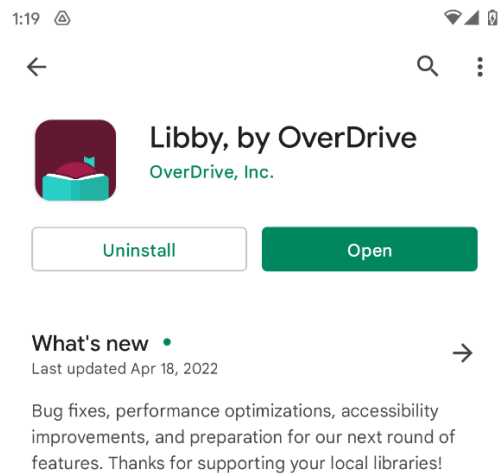 1:19
Libby, by OverDrive
OverDrive, Inc.
Uninstall
Open
What's new
Last updated Apr 18, 2022
Bug fixes, performance optimizations, accessibility
improvements, and preparation for our next round of
features. Thanks for supporting your local libraries!